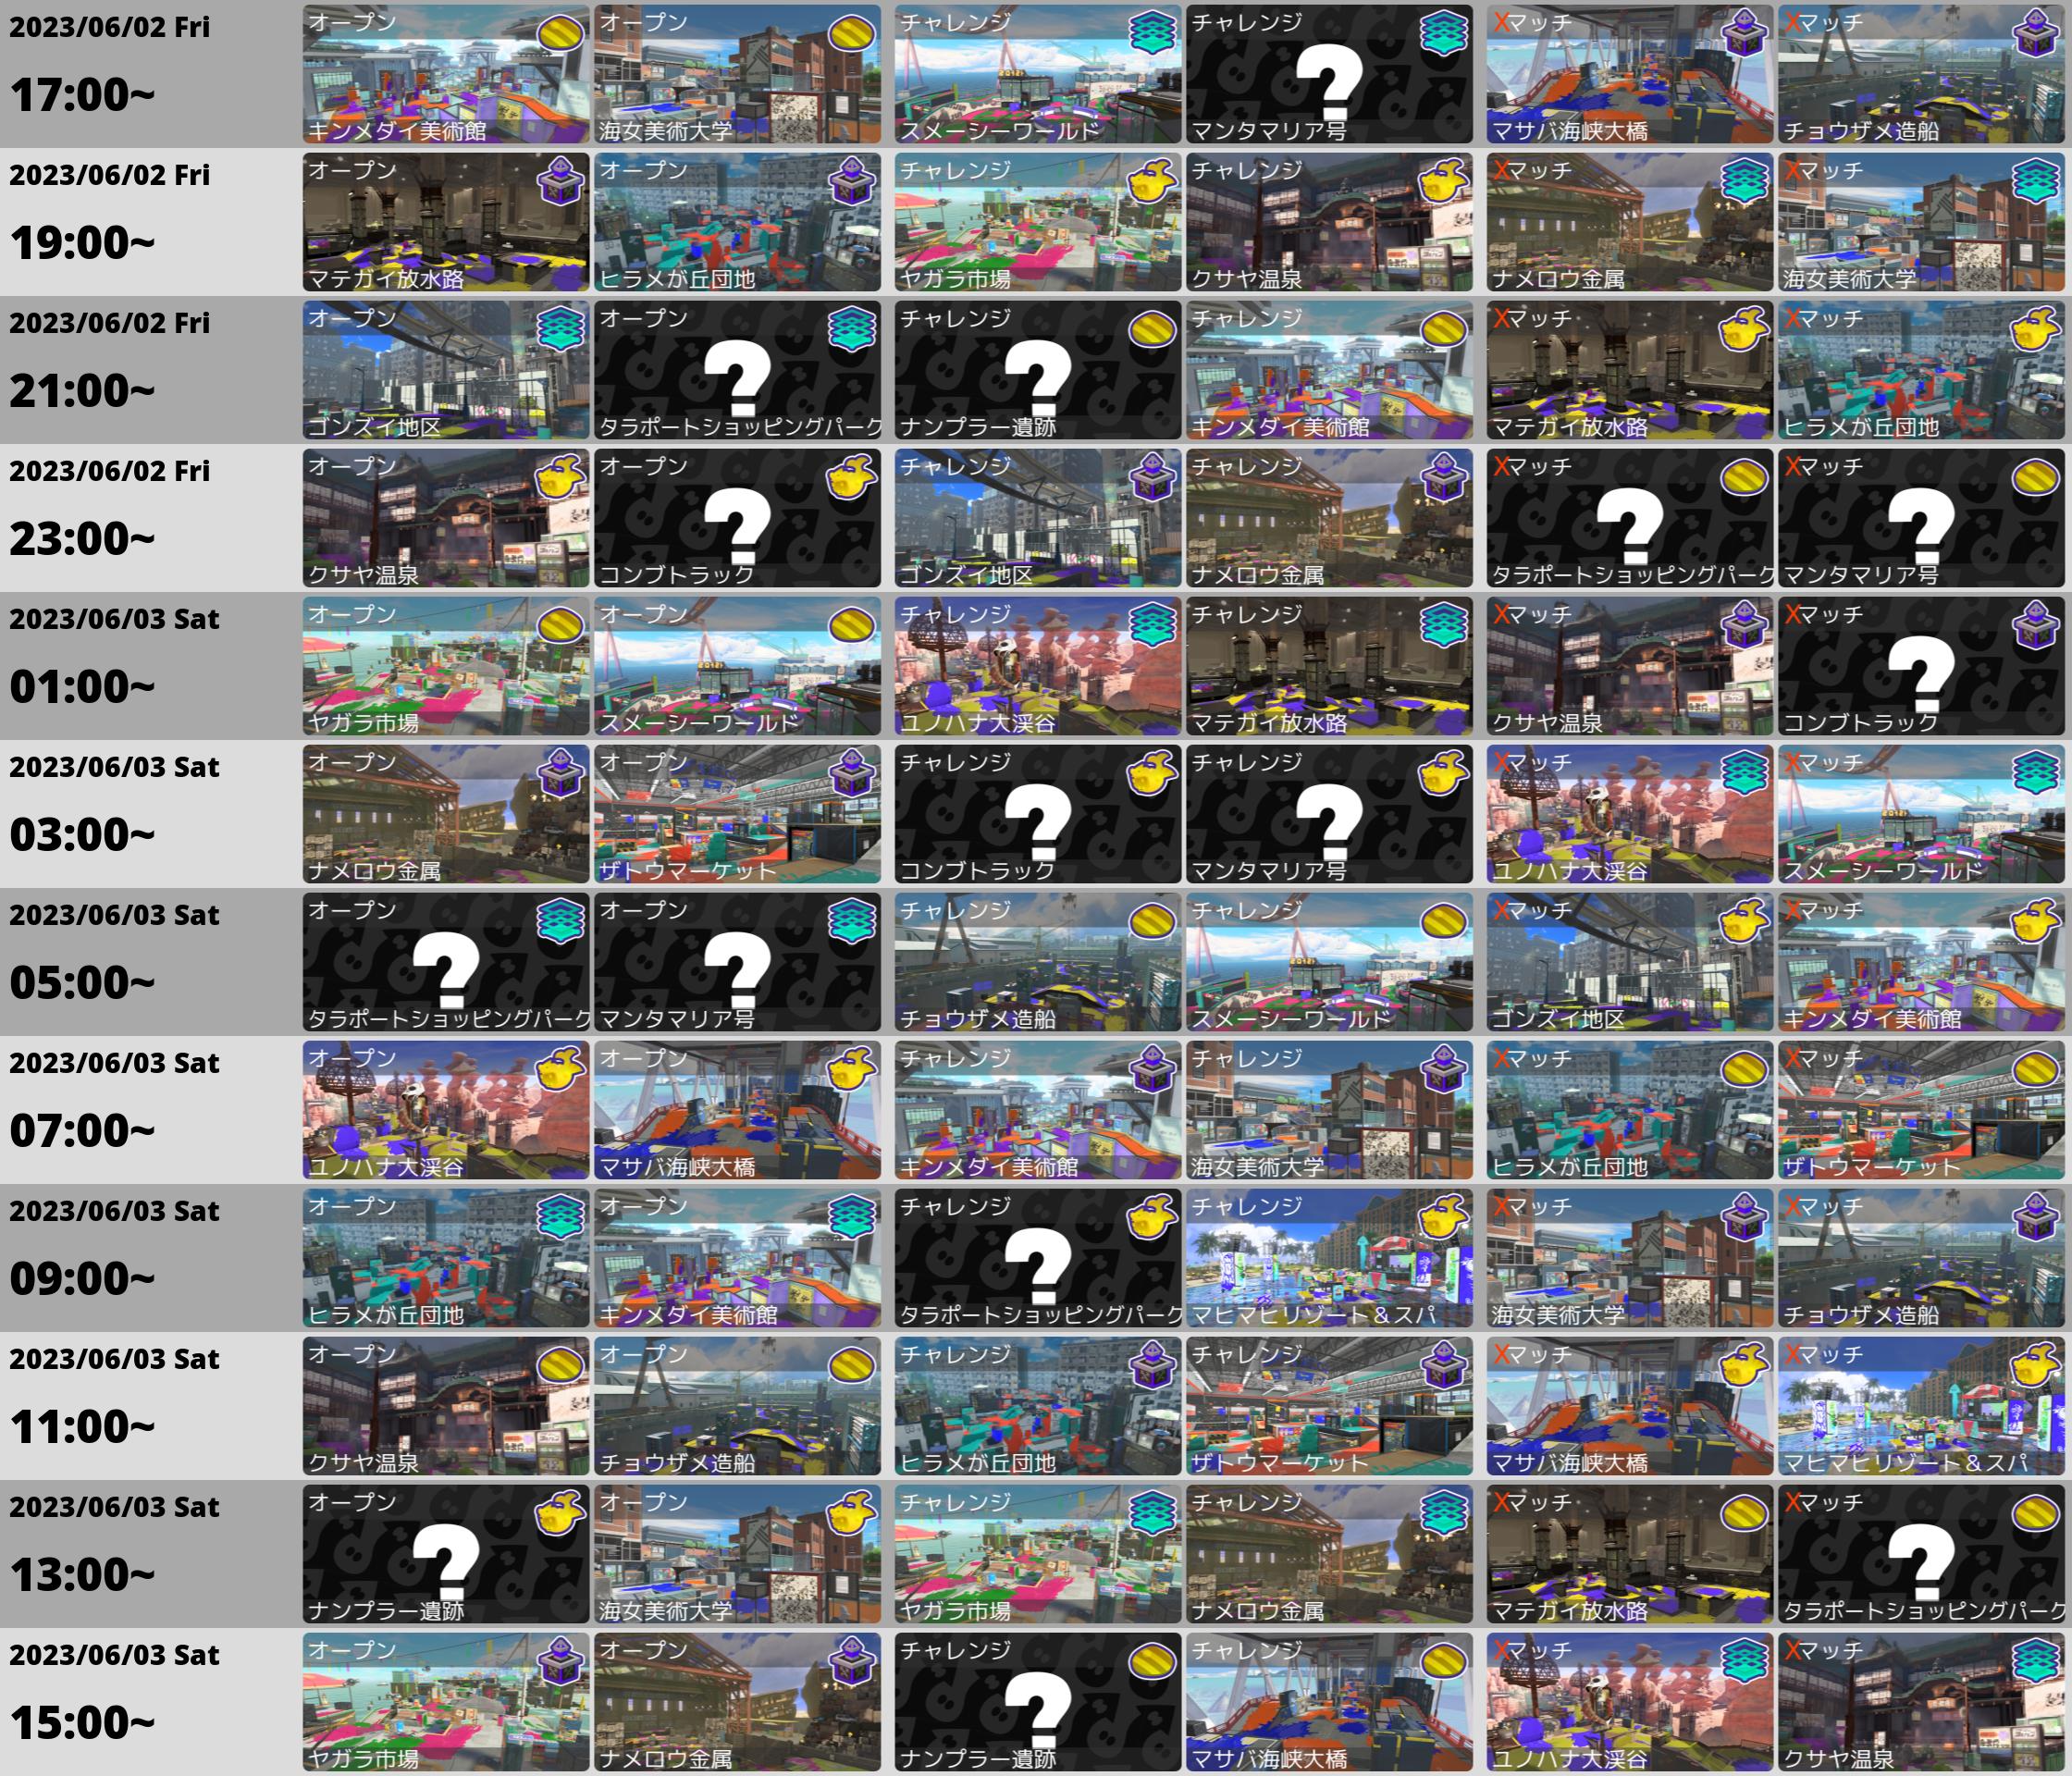 2023/06/02 Fri
17:00~
オープン
キンメダイ美術館
オープン
海女美術大学
チャレンジ
スメーシーワールド
チャレンジ
マンタマリア号
Xマッチ
マサバ海峡大橋
Xマッチ
チョウザメ造船
2023/06/02 Fri
19:00~
オープン
マテガイ放水路
オープン
ヒラメが丘団地
チャレンジ
ヤガラ市場
チャレンジ
クサヤ温泉
Xマッチ
ナメロウ金属
Xマッチ
海女美術大学
2023/06/02 Fri
21:00~
オープン
ゴンズイ地区
オープン
タラポートショッピングパーク
チャレンジ
ナンプラー遺跡
チャレンジ
キンメダイ美術館
Xマッチ
マテガイ放水路
Xマッチ
ヒラメが丘団地
2023/06/02 Fri
23:00~
オープン
クサヤ温泉
オープン
コンブトラック
チャレンジ
ゴンズイ地区
チャレンジ
ナメロウ金属
Xマッチ
タラポートショッピングパーク
Xマッチ
マンタマリア号
2023/06/03 Sat
01:00~
オープン
ヤガラ市場
オープン
スメーシーワールド
チャレンジ
ユノハナ大渓谷
チャレンジ
マテガイ放水路
Xマッチ
クサヤ温泉
Xマッチ
コンブトラック
2023/06/03 Sat
03:00~
オープン
ナメロウ金属
オープン
ザトウマーケット
チャレンジ
コンブトラック
チャレンジ
マンタマリア号
Xマッチ
ユノハナ大渓谷
Xマッチ
スメーシーワールド
2023/06/03 Sat
05:00~
オープン
タラポートショッピングパーク
オープン
マンタマリア号
チャレンジ
チョウザメ造船
チャレンジ
スメーシーワールド
Xマッチ
ゴンズイ地区
Xマッチ
キンメダイ美術館
2023/06/03 Sat
07:00~
オープン
ユノハナ大渓谷
オープン
マサバ海峡大橋
チャレンジ
キンメダイ美術館
チャレンジ
海女美術大学
Xマッチ
ヒラメが丘団地
Xマッチ
ザトウマーケット
2023/06/03 Sat
09:00~
オープン
ヒラメが丘団地
オープン
キンメダイ美術館
チャレンジ
タラポートショッピングパーク
チャレンジ
マヒマヒリゾート＆スパ
Xマッチ
海女美術大学
Xマッチ
チョウザメ造船
2023/06/03 Sat
11:00~
オープン
クサヤ温泉
オープン
チョウザメ造船
チャレンジ
ヒラメが丘団地
チャレンジ
ザトウマーケット
Xマッチ
マサバ海峡大橋
Xマッチ
マヒマヒリゾート＆スパ
2023/06/03 Sat
13:00~
オープン
ナンプラー遺跡
オープン
海女美術大学
チャレンジ
ヤガラ市場
チャレンジ
ナメロウ金属
Xマッチ
マテガイ放水路
Xマッチ
タラポートショッピングパーク
2023/06/03 Sat
15:00~
オープン
ヤガラ市場
オープン
ナメロウ金属
チャレンジ
ナンプラー遺跡
チャレンジ
マサバ海峡大橋
Xマッチ
ユノハナ大渓谷
Xマッチ
クサヤ温泉